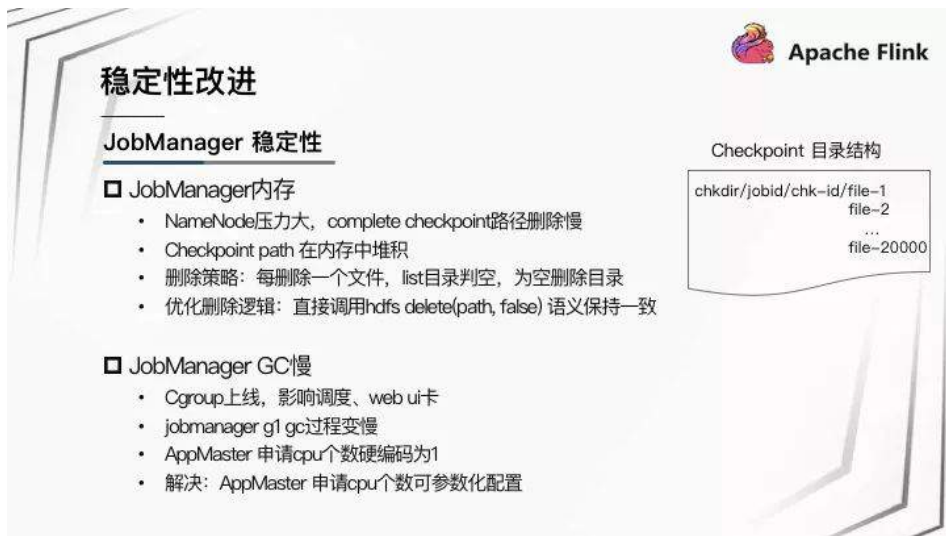 Apache Flink
稳定性改进
JobManager 稳定性
JobManager内存
• NameNode压力大，complete checkpoint路径删除慢
• Checkpoint path 在内存中堆积
• 删除策略：每删除一个文件，list目录判空，为空删除目录
• 优化删除逻辑：直接调用hdfs delete(path, false) 语义保持一致
JobManager GC慢
• Cgroup上线，影响调度、web ui卡
• jobmanager g1 gc过程变慢
• AppMaster 申请cpu个数硬编码为1
• 解决：AppMaster 申请cpu个数可参数化配置
Checkpoint 目录结构
chkdir/jobid/chk-id/file-1
file-2
...
file-20000